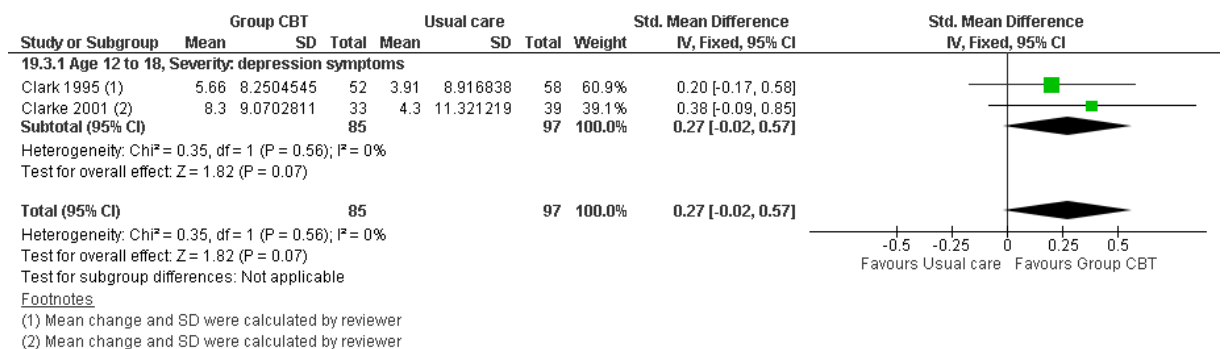 Group CBT Usual care Std. Mean Difference Std. Mean Difference
Study or Subgroup Mean SD Total Mean SD Total Weight IV, Fixed, 95% CI IV, Fixed, 95% CI
19.3.1 Age 12 to 18, Severity: depression symptoms
Clark 1995 (1) 5.66 8.2504545 52 3.91 8.916838 58 60.9% 0.20 [-0.17, 0.58]
Clarke 2001 (2) 8.3 9.0702811 33 4.3 11.321219 39 39.1% 0.38 [-0.09, 0.85]
Subtotal (95% CI) 85 97 100.0% 0.27 [-0.02, 0.57]
Heterogeneity: Chi² = 0.35, df = 1 (P = 0.56); I² = 0%
Test for overall effect: Z = 1.82 (P = 0.07)
Total (95% CI) 85 97 100.0% 0.27 [-0.02, 0.57]
Heterogeneity: Chi² = 0.35, df = 1 (P = 0.56); I² = 0%
Test for overall effect: Z = 1.82 (P = 0.07)
Test for subgroup differences: Not applicable
-0.5 -0.25 0 0.25 0.5
Favours Usual care Favours Group CBT
Footnotes
(1) Mean change and SD were calculated by reviewer
(2) Mean change and SD were calculated by reviewer